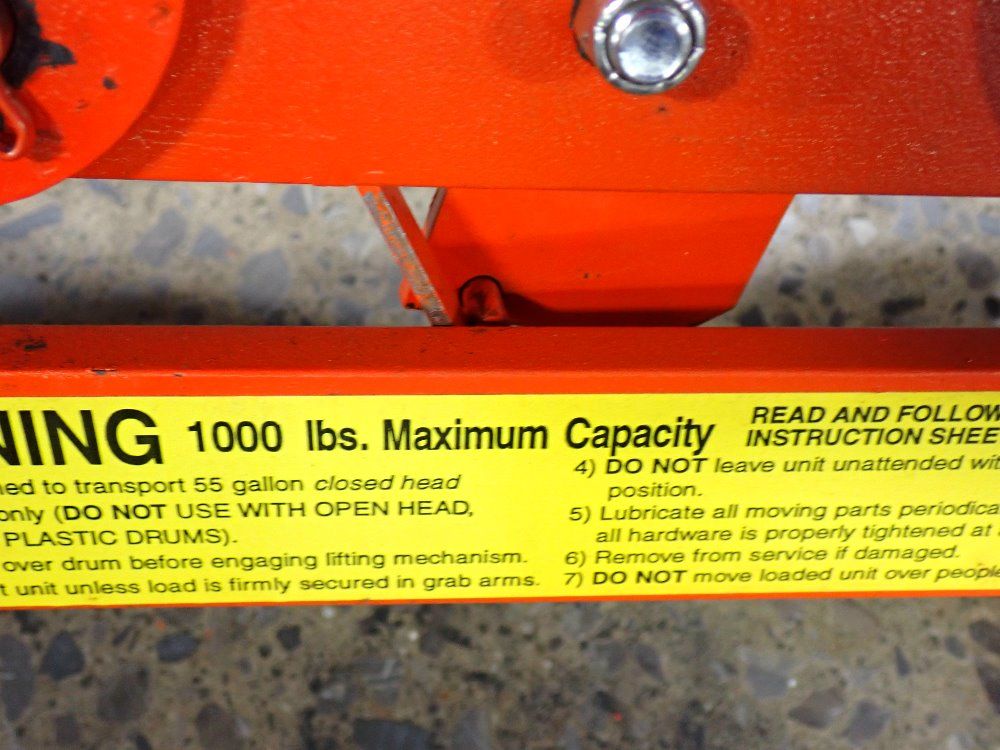 NING 1000 lbs. Maximum Capacity
ned to transport 55 gallon closed head
only (DO NOT USE WITH OPEN HEAD,
PLASTIC DRUMS).
over drum before engaging lifting mechanism.
t unit unless load is firmly secured in grab arms.
READ AND FOLLOW
INSTRUCTION SHEE
4) DO NOT leave unit unattended wit
position.
5) Lubricate all moving parts periodica
all hardware is properly tightened at
6) Remove from service if damaged.
7) DO NOT move loaded unit over people